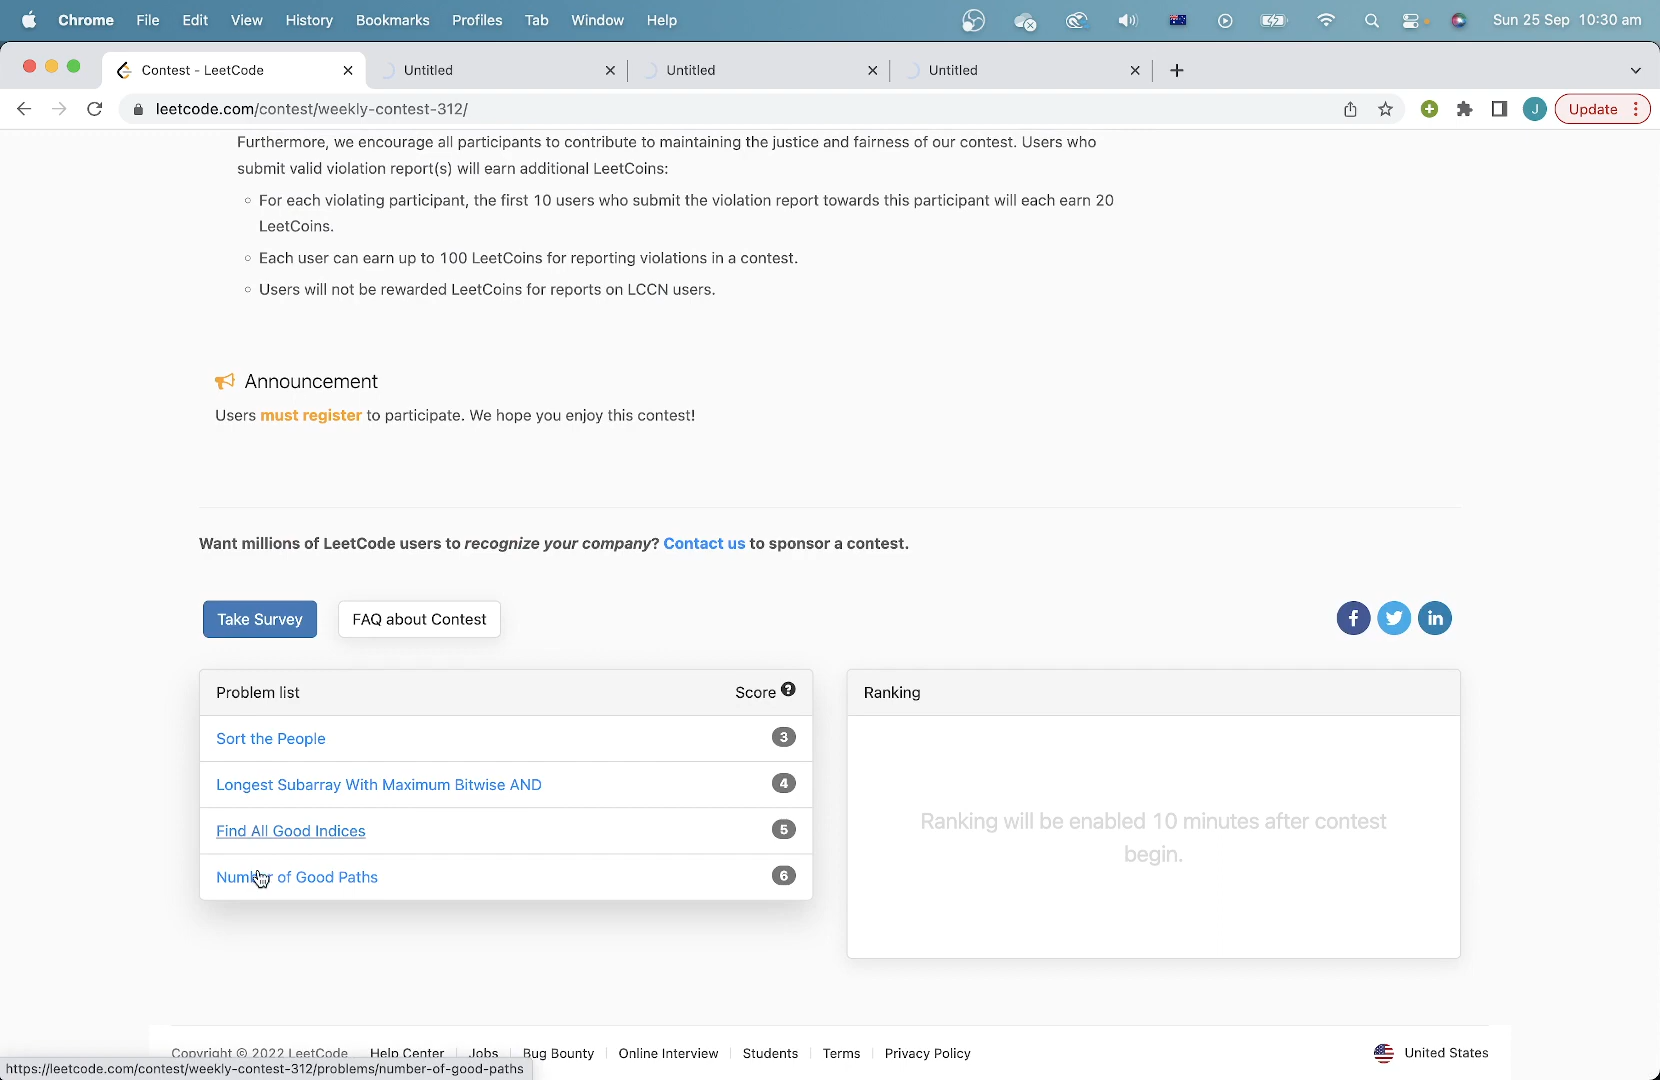 Chrome File Edit View History Bookmarks Profiles Tab Window Help Sun 25 Sep 10:30 am
Contest - LeetCode Untitled Untitled Untitled
leetcode.com/contest/weekly-contest-312/ J Update
Furthermore, we encourage all participants to contribute to maintaining the justice and fairness of our contest. Users who
submit valid violation report(s) will earn additional LeetCoins:
For each violating participant, the first 10 users who submit the violation report towards this participant will each earn 20
LeetCoins.
Each user can earn up to 100 LeetCoins for reporting violations in a contest.
Users will not be rewarded LeetCoins for reports on LCCN users.
Announcement
Users must register to participate. We hope you enjoy this contest!
Want millions of LeetCode users to recognize your company? Contact us to sponsor a contest.
Take Survey FAQ about Contest
Problem list Score ?
Sort the People 3
Longest Subarray With Maximum Bitwise AND 4
Find All Good Indices 5
Number of Good Paths 6
Ranking
Ranking will be enabled 10 minutes after contest
begin.
Copyright © 2022 LeetCode Help Center Jobs Bug Bounty Online Interview Students Terms Privacy Policy United States
https://leetcode.com/contest/weekly-contest-312/problems/number-of-good-paths